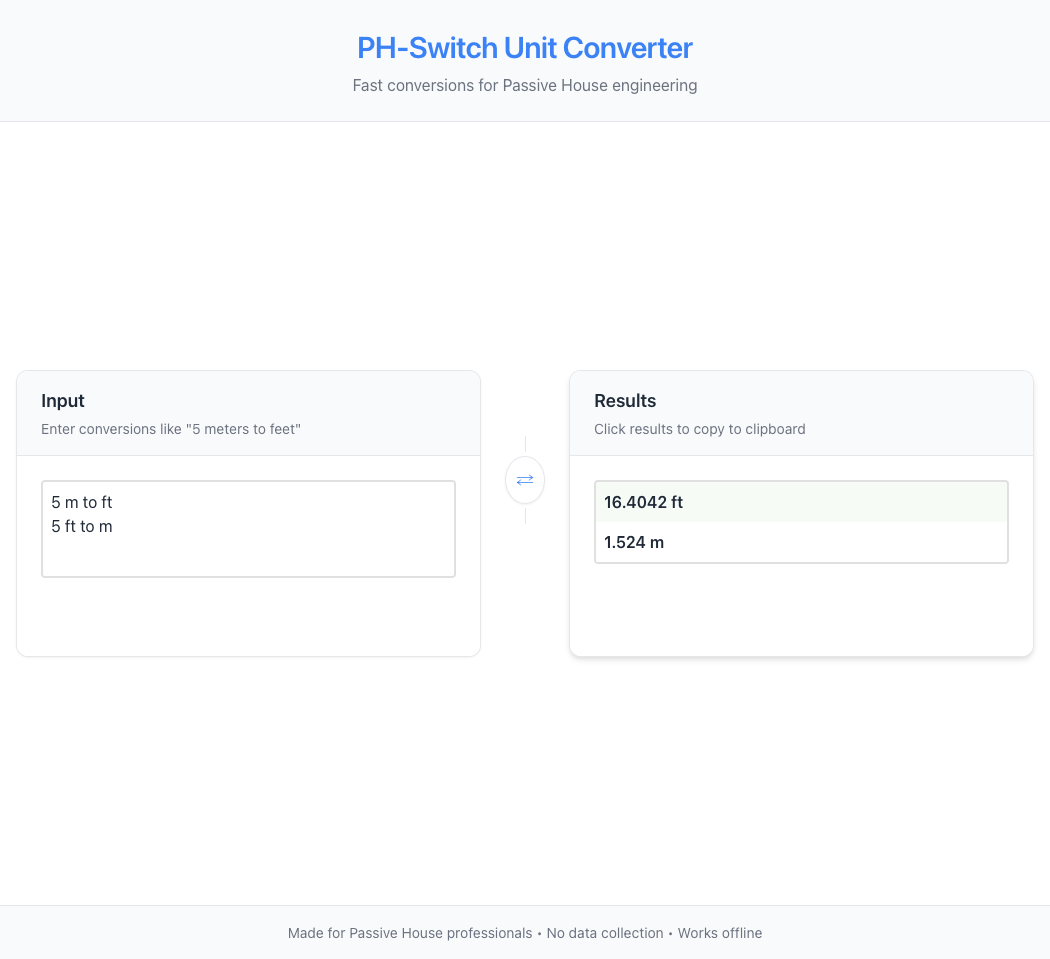 PH-Switch Unit Converter
Fast conversions for Passive House engineering
Input
Enter conversions like "5 meters to feet"
5 m to ft
5 ft to m
⇄
Results
Click results to copy to clipboard
16.4042 ft
1.524 m
Made for Passive House professionals • No data collection • Works offline